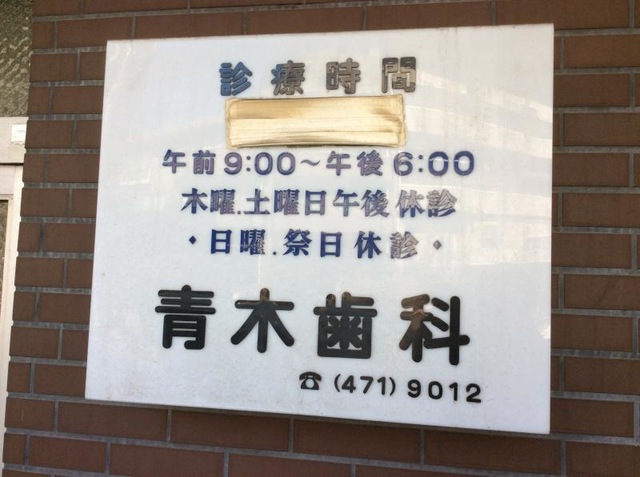 診療時間
午前9:00～午後6:00
木曜.土曜日午後休診
・日曜.祭日休診・
青木歯科
☎(471)9012